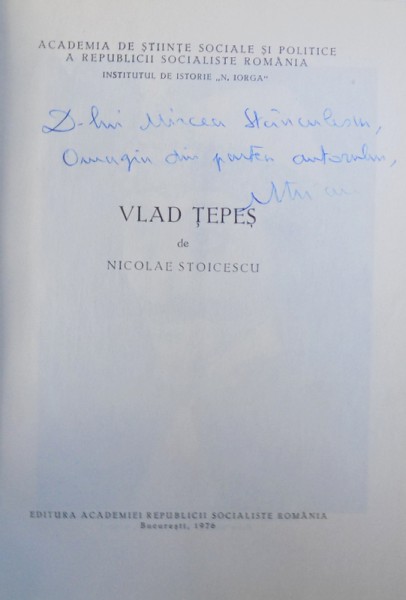 ACADEMIA DE ȘTIINȚE SOCIALE ȘI POLITICE
A REPUBLICII SOCIALISTE ROMÂNIA
INSTITUTUL DE ISTORIE „N. IORGA"
D-lui Mircea Stănculescu,
Omagiu din partea autorului,
VLAD ȚEPEȘ
de
NICOLAE STOICESCU
EDITURA ACADEMIEI REPUBLICII SOCIALISTE ROMÂNIA
București, 1976